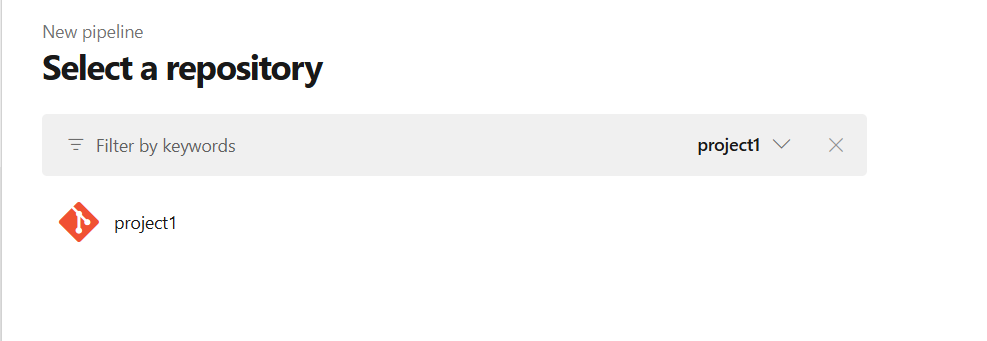 New pipeline
Select a repository
Filter by keywords project1
project1